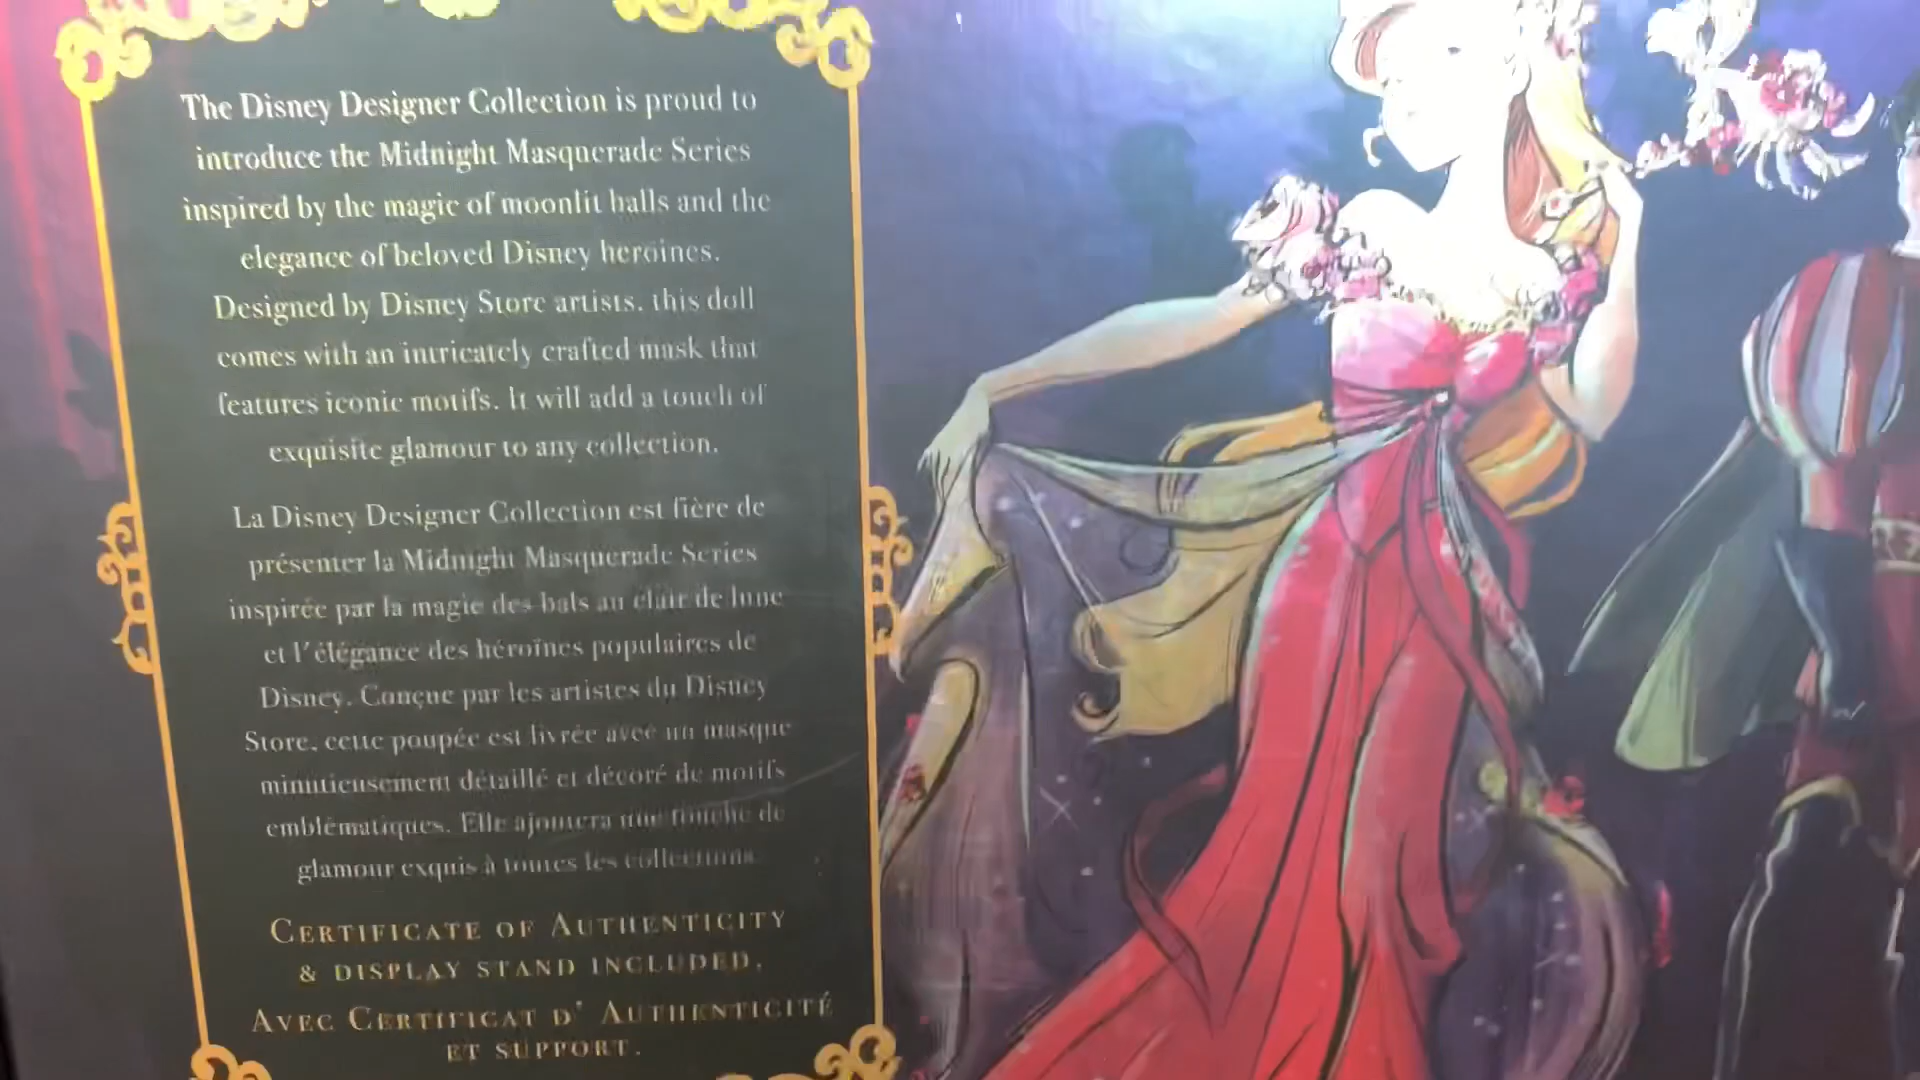 The Disney Designer Collection is proud to
introduce the Midnight Masquerade Series
inspired by the magic of moonlit balls and the
elegance of beloved Disney heroines.
Designed by Disney Store artists, this doll
comes with an intricately crafted mask that
features iconic motifs. It will add a touch of
exquisite glamour to any collection.
La Disney Designer Collection est fière de
présenter la Midnight Masquerade Series
inspirée par la magie des bals au clair de lune
et l'élégance des héroïnes populaires de
Disney. Conçue par les artistes du Disney
Store, cette poupée est livrée avec un masque
minutieusement détaillé et décoré de motifs
emblématiques. Elle ajoutera une touche de
glamour exquis à toutes les collections.
CERTIFICATE OF AUTHENTICITY
& DISPLAY STAND INCLUDED.
AVEC CERTIFICAT D' AUTHENTICITÉ
ET SUPPORT.